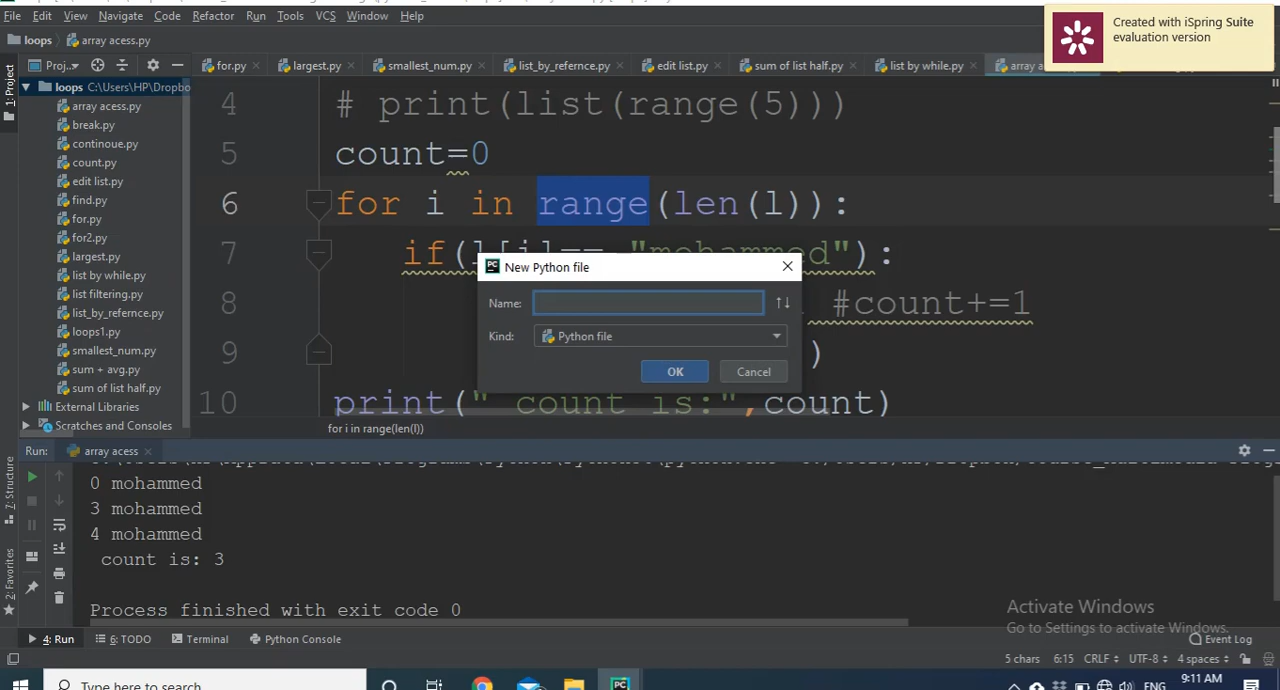 File Edit View Navigate Code Refactor Run Tools VCS Window Help
Created with iSpring Suite
evaluation version
loops array acess.py
1: Project
Proj..
for.py largest.py smallest_num.py list_by_refernce.py edit list.py sum of list half.py list by while.py array a
loops C:\Users\HP\Dropbo
array acess.py
break.py
continoue.py
count.py
edit list.py
find.py
for.py
for2.py
largest.py
list by while.py
list filtering.py
list_by_refernce.py
loops1.py
smallest_num.py
sum + avg.py
sum of list half.py
External Libraries
Scratches and Consoles
4 # print(list(range(5)))
5 count=0
6 for i in range(len(l)):
7 if(l[i]== "mohammed"):
8 #count+=1
9 )
10 print(" count is:",count)
for i in range(len(l))
New Python file
Name:
Kind: Python file
OK Cancel
Run: array acess
0 mohammed
3 mohammed
4 mohammed
count is: 3
Process finished with exit code 0
7: Structure
2: Favorites
Activate Windows
Go to Settings to activate Windows.
4: Run 6: TODO Terminal Python Console Event Log
5 chars 6:15 CRLF UTF-8 4 spaces
Type here to search
ENG 9:11 AM